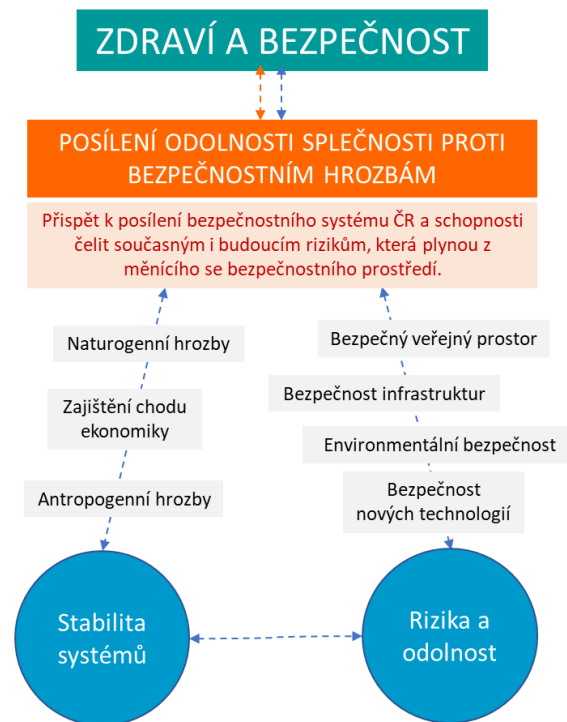 ZDRAVÍ A BEZPEČNOST
POSÍLENÍ ODOLNOSTI SPLEČNOSTI PROTI
BEZPEČNOSTNÍM HROZBÁM
Přispět k posílení bezpečnostního systému ČR a schopnosti
čelit současným i budoucím rizikům, která plynou z
měnícího se bezpečnostního prostředí.
Naturogenní hrozby
Zajištění chodu
ekonomiky
Antropogenní hrozby
Bezpečný veřejný prostor
Bezpečnost infrastruktur
Environmentální bezpečnost
Bezpečnost
nových technologií
Stabilita
systémů
Rizika a
odolnost